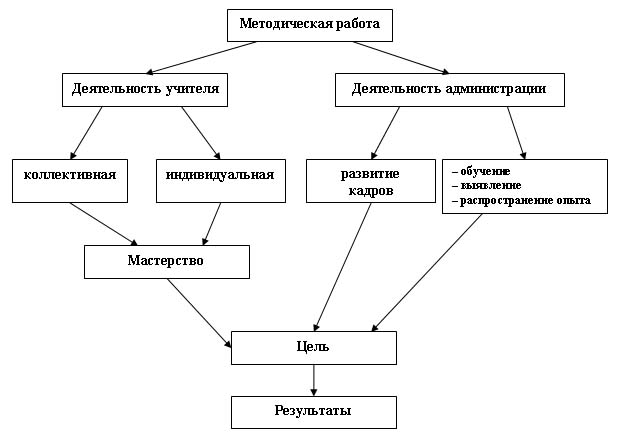 Методическая работа
Деятельность учителя
Деятельность администрации
коллективная
индивидуальная
развитие
кадров
– обучение
– выявление
– распространение опыта
Мастерство
Цель
Результаты